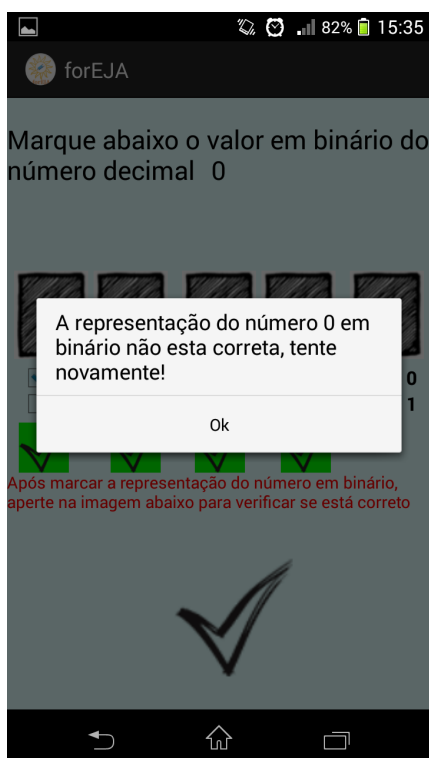 82% 15:35
forEJA
Marque abaixo o valor em binário do
número decimal 0
A representação do número 0 em
binário não esta correta, tente
novamente!
0
1
Ok
Após marcar a representação do número em binário,
aperte na imagem abaixo para verificar se está correto